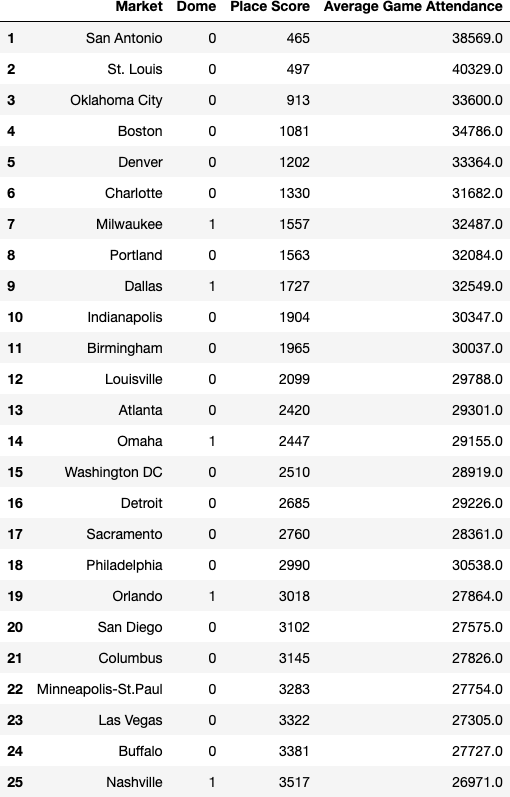 Market Dome Place Score Average Game Attendance
1 San Antonio 0 465 38569.0
2 St. Louis 0 497 40329.0
3 Oklahoma City 0 913 33600.0
4 Boston 0 1081 34786.0
5 Denver 0 1202 33364.0
6 Charlotte 0 1330 31682.0
7 Milwaukee 1 1557 32487.0
8 Portland 0 1563 32084.0
9 Dallas 1 1727 32549.0
10 Indianapolis 0 1904 30347.0
11 Birmingham 0 1965 30037.0
12 Louisville 0 2099 29788.0
13 Atlanta 0 2420 29301.0
14 Omaha 1 2447 29155.0
15 Washington DC 0 2510 28919.0
16 Detroit 0 2685 29226.0
17 Sacramento 0 2760 28361.0
18 Philadelphia 0 2990 30538.0
19 Orlando 1 3018 27864.0
20 San Diego 0 3102 27575.0
21 Columbus 0 3145 27826.0
22 Minneapolis-St.Paul 0 3283 27754.0
23 Las Vegas 0 3322 27305.0
24 Buffalo 0 3381 27727.0
25 Nashville 1 3517 26971.0